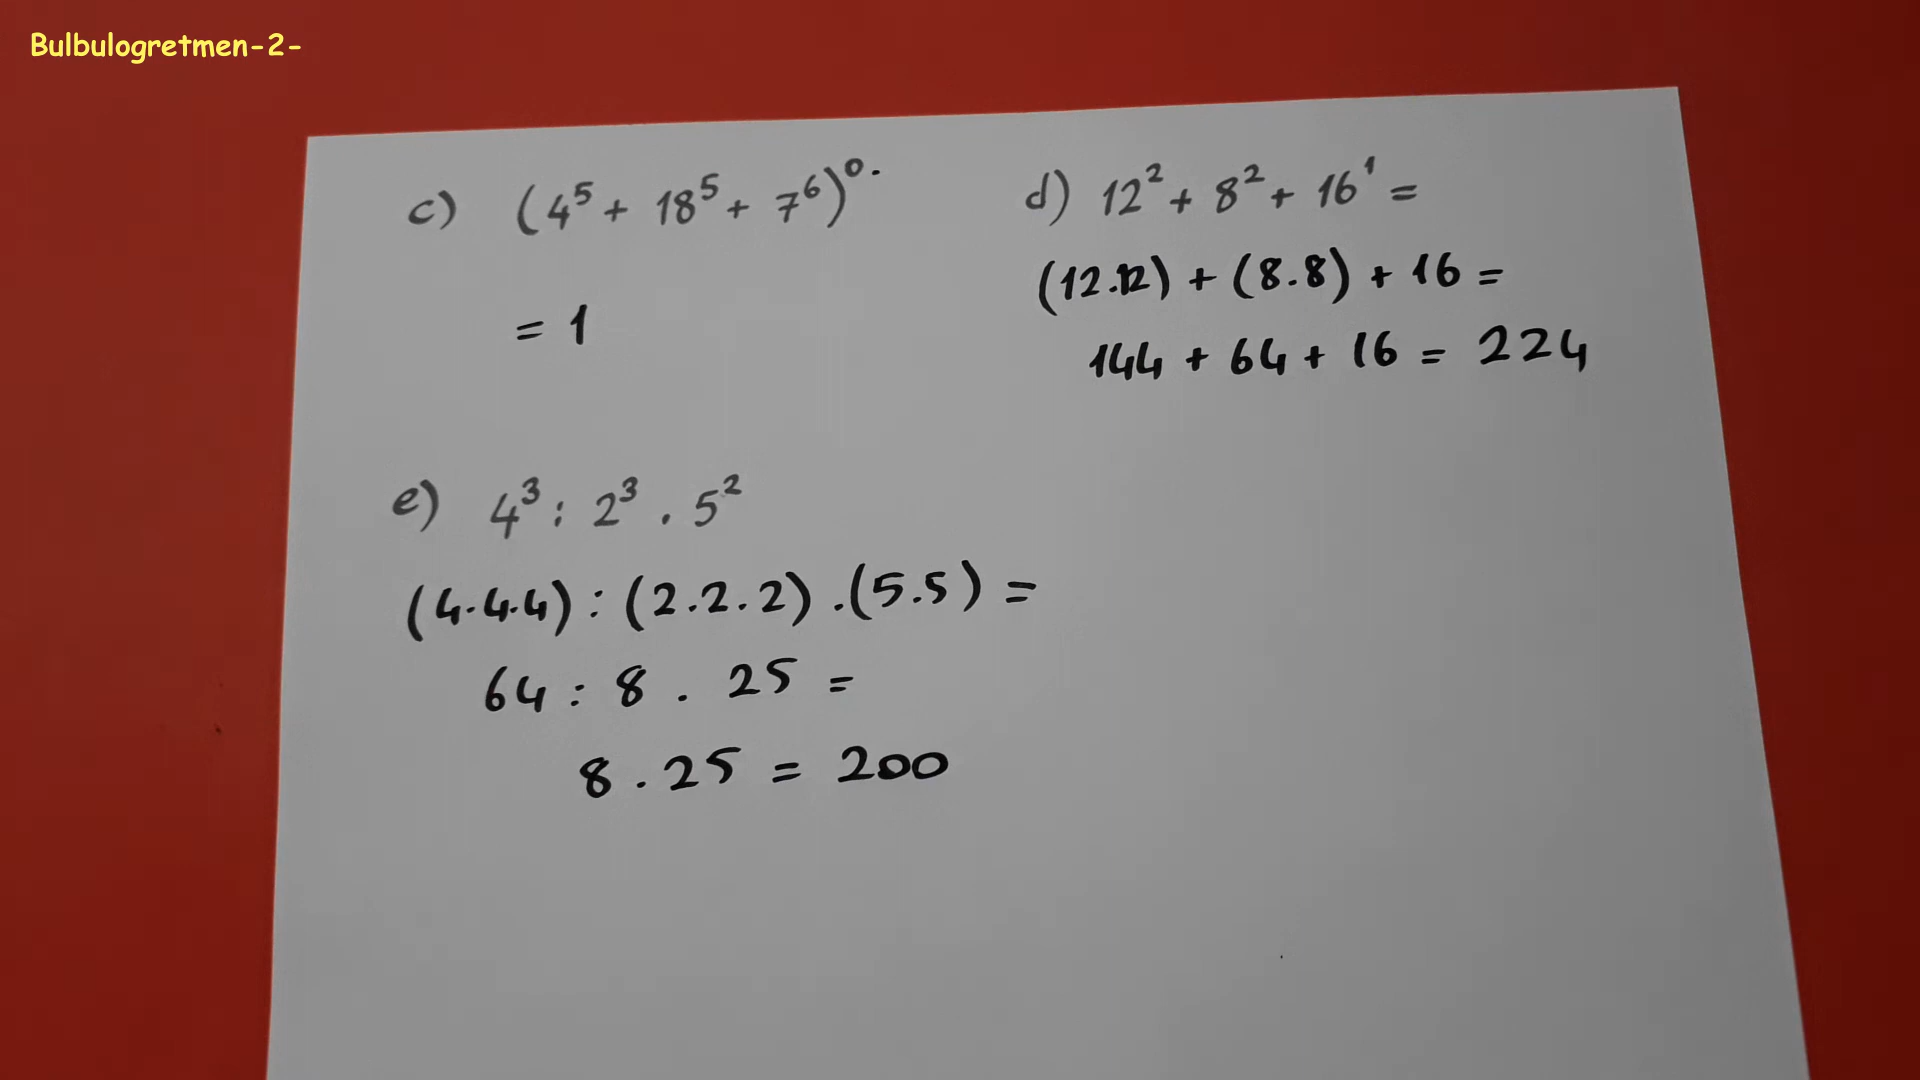 Bulbulogretmen-2-
c) (4⁵ + 18⁵ + 7⁶)⁰.
= 1
d) 12² + 8² + 16¹ =
(12.12) + (8.8) + 16 =
144 + 64 + 16 = 224
e) 4³ : 2³ . 5²
(4.4.4) : (2.2.2) .(5.5) =
64 : 8 . 25 =
8 . 25 = 200